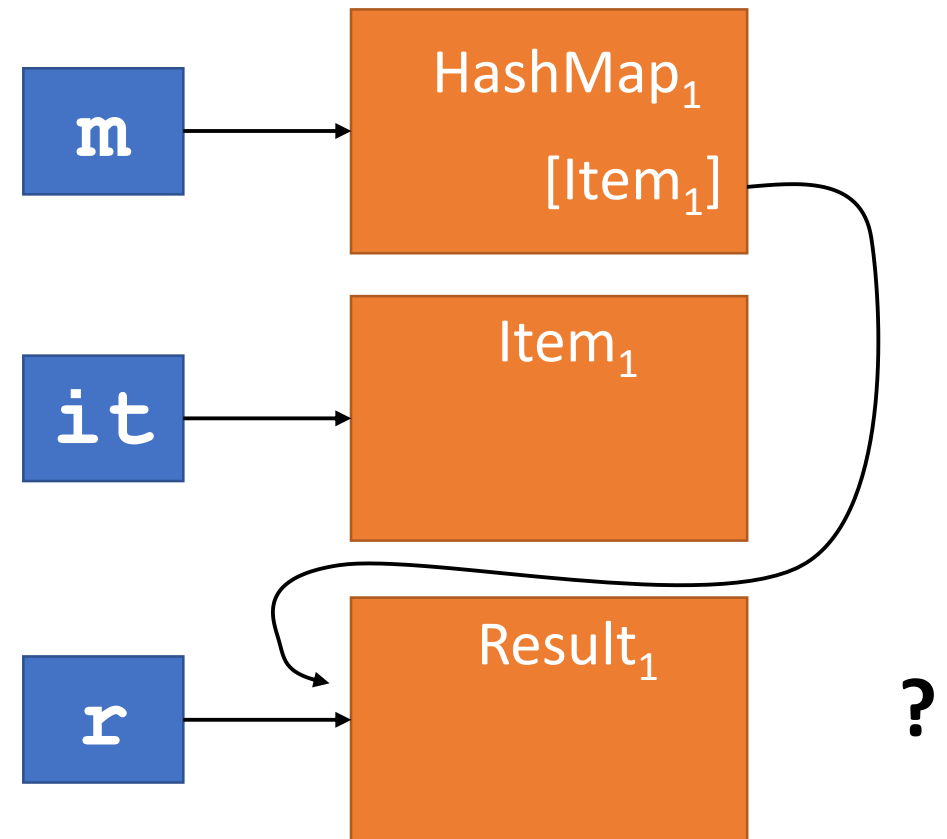 m
HashMap₁
[Item₁]
it
Item₁
r
Result₁
?